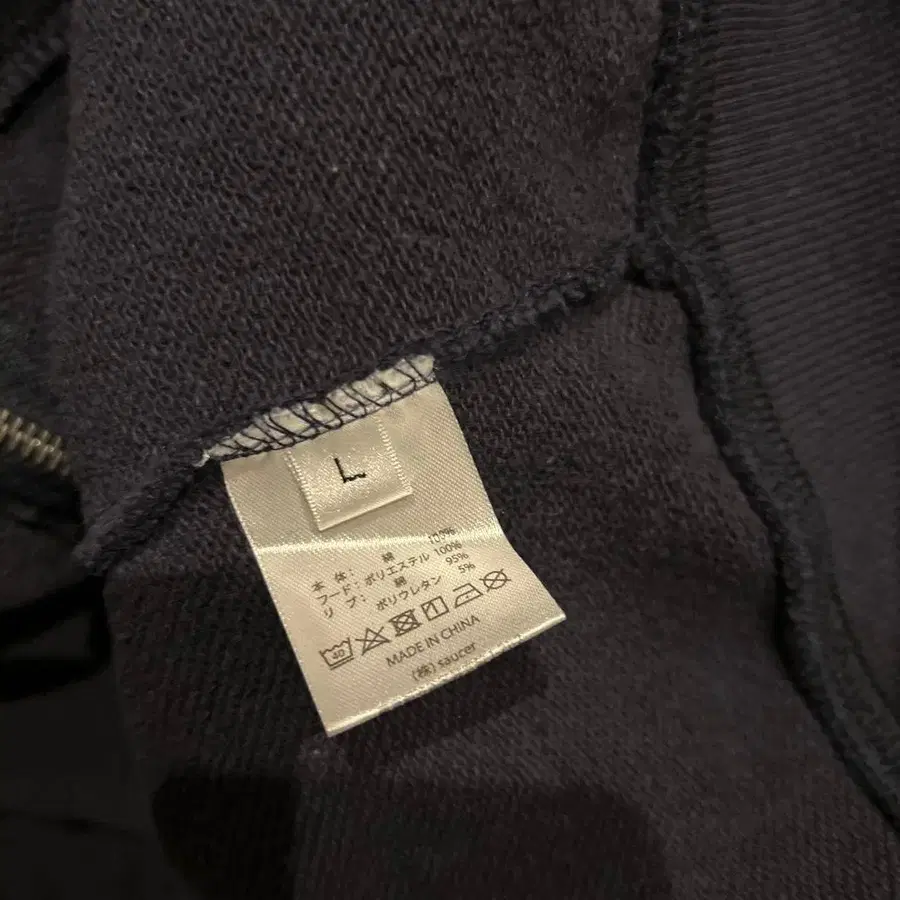 L
本体: 綿 100%
フード: ポリエステル 100%
リブ: 綿 95%
ポリウレタン 5%
40
MADE IN CHINA
(株) saucer